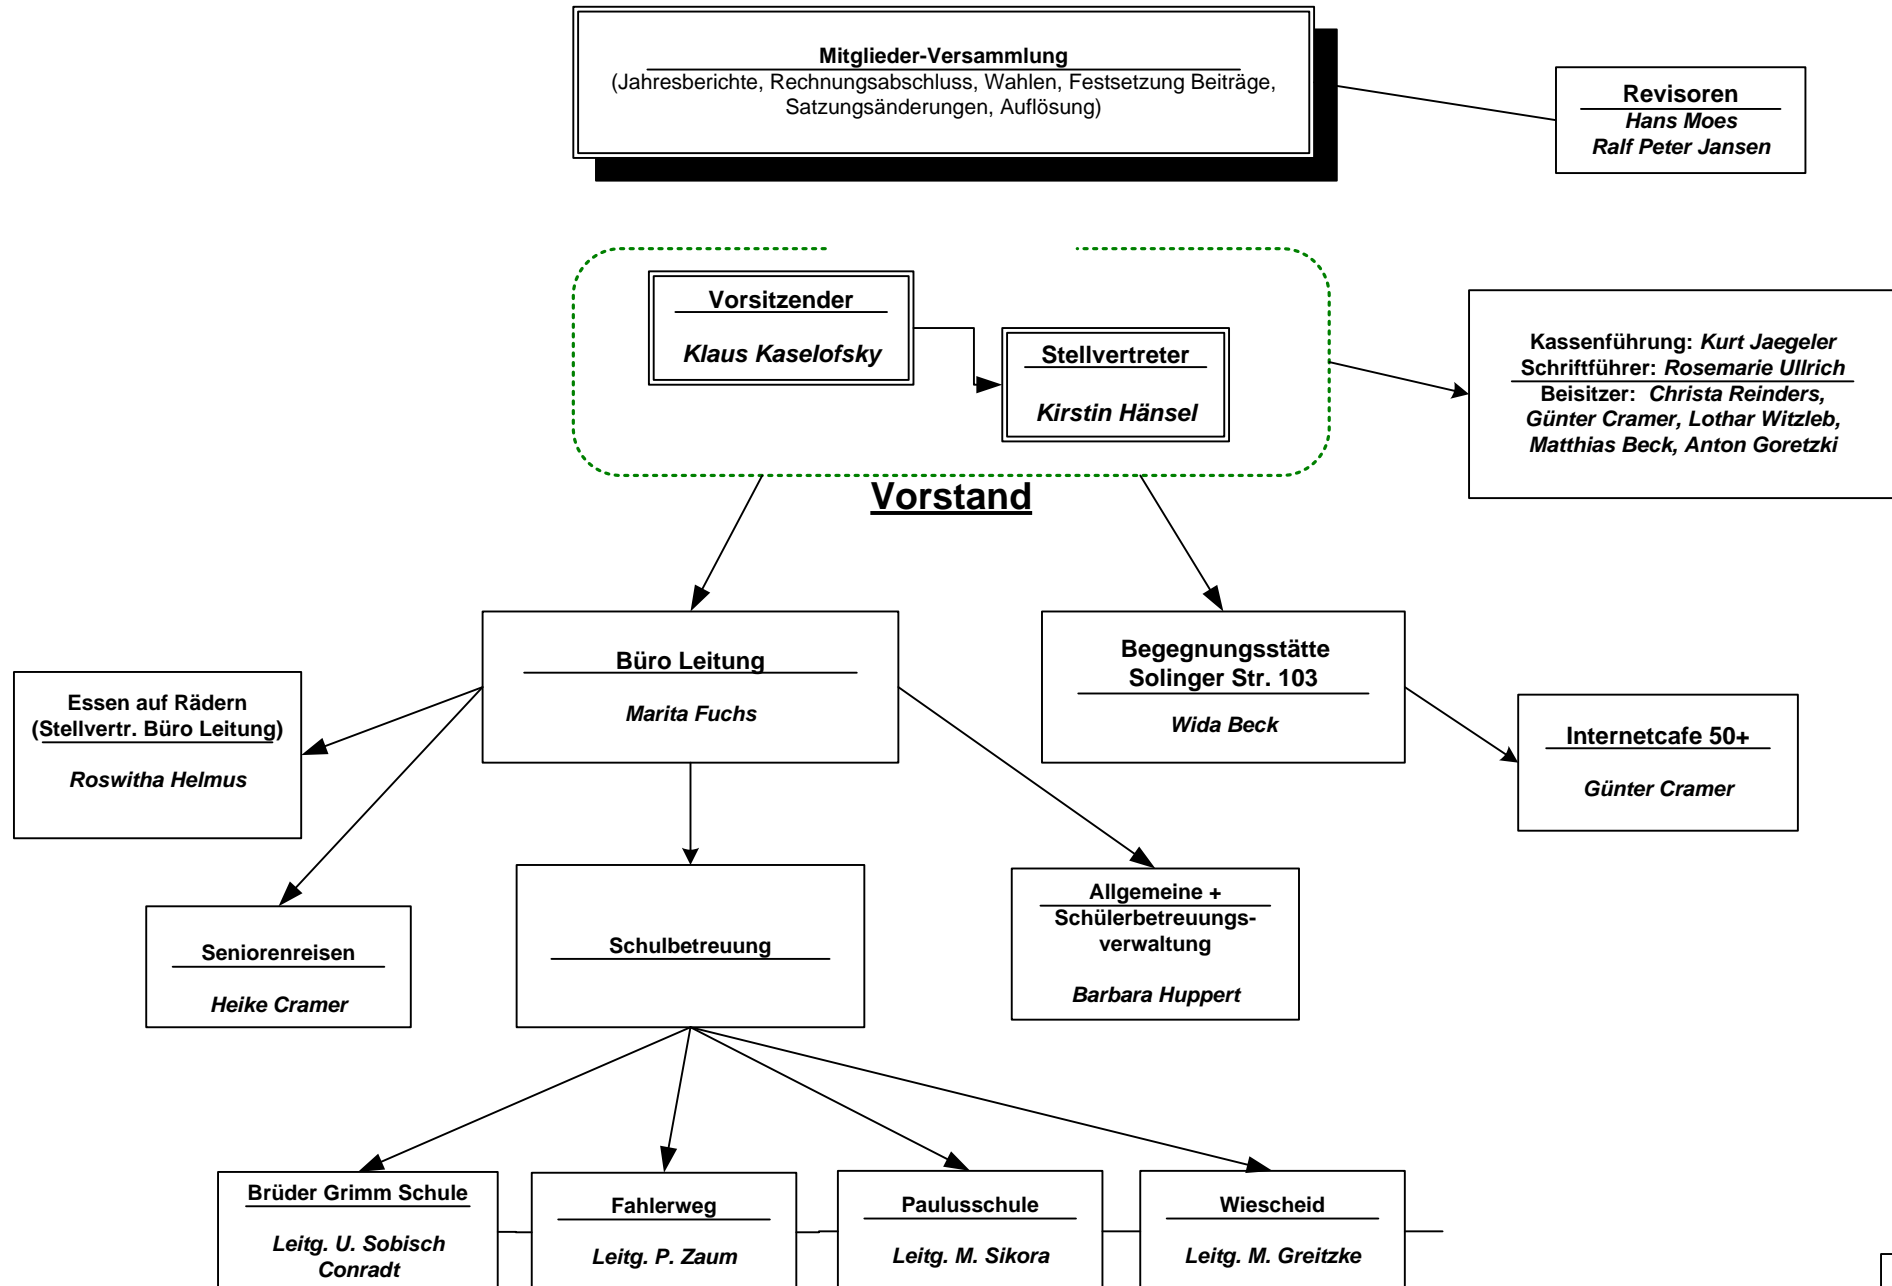 Mitglieder-Versammlung
(Jahresberichte, Rechnungsabschluss, Wahlen, Festsetzung Beiträge,
Satzungsänderungen, Auflösung)
Revisoren
Hans Moes
Ralf Peter Jansen
Vorsitzender
Klaus Kaselofsky
Stellvertreter
Kirstin Hänsel
Kassenführung: Kurt Jaegeler
Schriftführer: Rosemarie Ullrich
Beisitzer: Christa Reinders,
Günter Cramer, Lothar Witzleb,
Matthias Beck, Anton Goretzki
Vorstand
Büro Leitung
Marita Fuchs
Begegnungsstätte
Solinger Str. 103
Wida Beck
Essen auf Rädern
(Stellvertr. Büro Leitung)
Roswitha Helmus
Internetcafe 50+
Günter Cramer
Seniorenreisen
Heike Cramer
Schulbetreuung
Allgemeine +
Schülerbetreuungs-
verwaltung
Barbara Huppert
Brüder Grimm Schule
Leitg. U. Sobisch
Conradt
Fahlerweg
Leitg. P. Zaum
Paulusschule
Leitg. M. Sikora
Wiescheid
Leitg. M. Greitzke